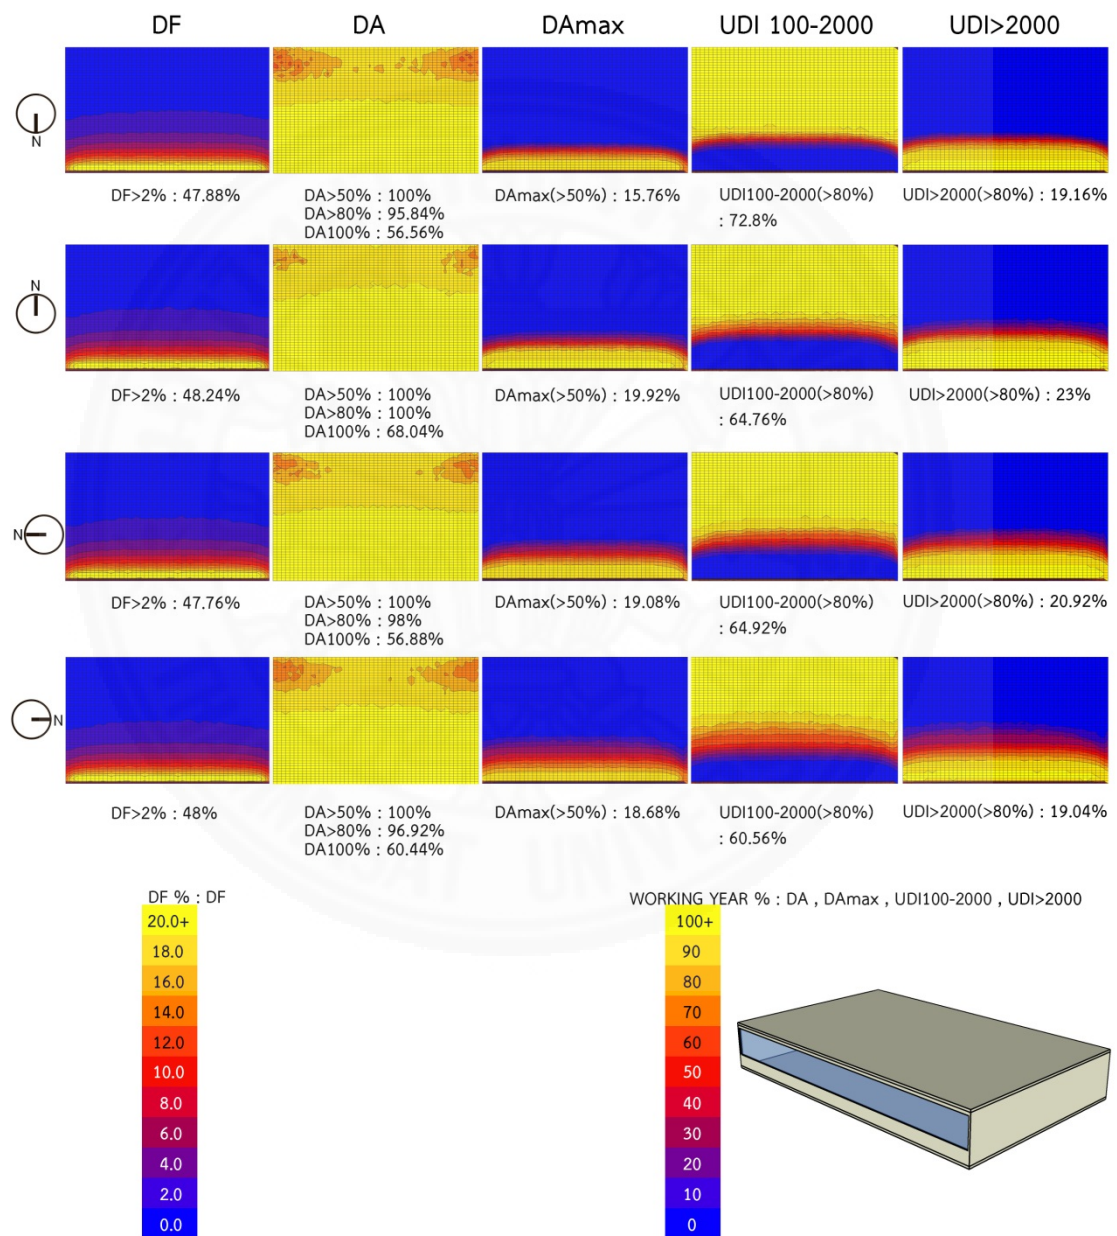 DF DA DAmax UDI 100-2000 UDI>2000
N
DF>2% : 47.88%
DA>50% : 100%
DA>80% : 95.84%
DA100% : 56.56%
DAmax(>50%) : 15.76%
UDI100-2000(>80%)
: 72.8%
UDI>2000(>80%) : 19.16%
N
DF>2% : 48.24%
DA>50% : 100%
DA>80% : 100%
DA100% : 68.04%
DAmax(>50%) : 19.92%
UDI100-2000(>80%)
: 64.76%
UDI>2000(>80%) : 23%
N
DF>2% : 47.76%
DA>50% : 100%
DA>80% : 98%
DA100% : 56.88%
DAmax(>50%) : 19.08%
UDI100-2000(>80%)
: 64.92%
UDI>2000(>80%) : 20.92%
N
DF>2% : 48%
DA>50% : 100%
DA>80% : 96.92%
DA100% : 60.44%
DAmax(>50%) : 18.68%
UDI100-2000(>80%)
: 60.56%
UDI>2000(>80%) : 19.04%
DF % : DF
20.0+
18.0
16.0
14.0
12.0
10.0
8.0
6.0
4.0
2.0
0.0
WORKING YEAR % : DA , DAmax , UDI100-2000 , UDI>2000
100+
90
80
70
60
50
40
30
20
10
0